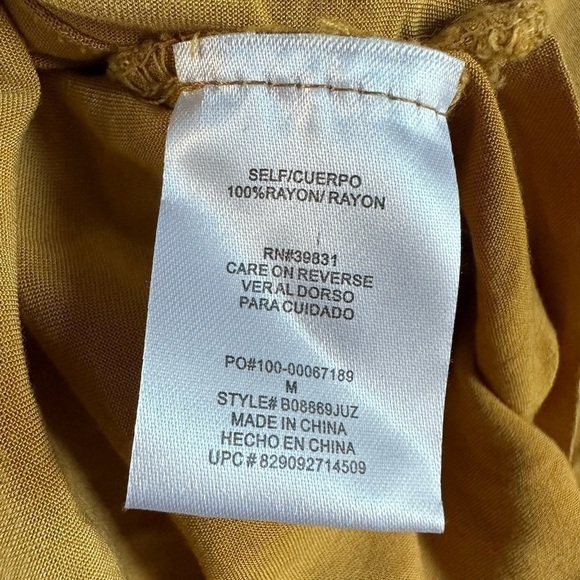 SELF/CUERPO
100%RAYON/ RAYON
RN#39831
CARE ON REVERSE
VER AL DORSO
PARA CUIDADO
PO#100-00067189
M
STYLE# B08869JUZ
MADE IN CHINA
HECHO EN CHINA
UPC # 829092714509